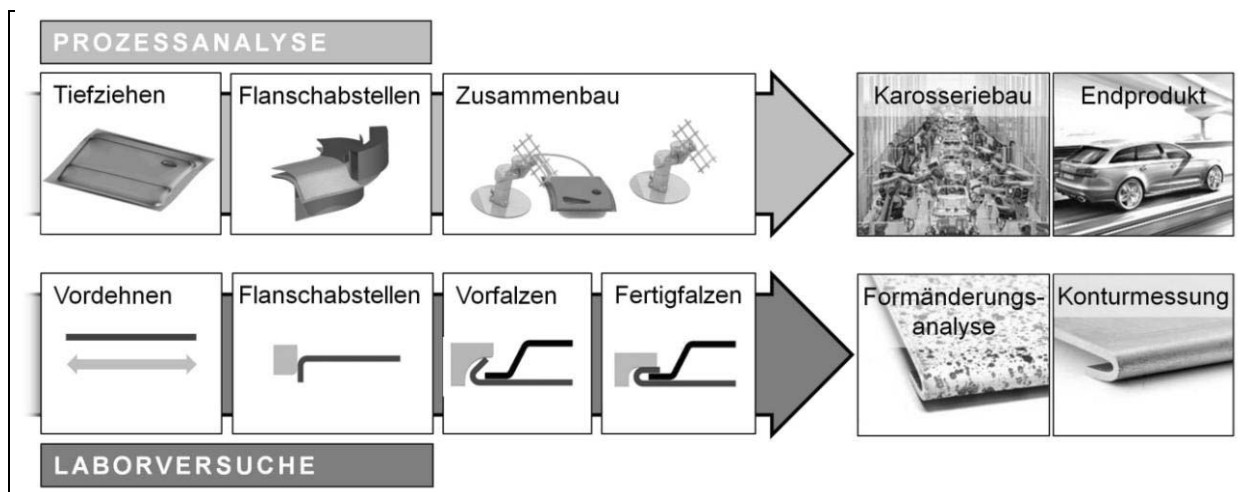 PROZESSANALYSE
Tiefziehen
Flanschabstellen
Zusammenbau
Karosseriebau
Endprodukt
Vordehnen
Flanschabstellen
Vorfalzen
Fertigfalzen
Formänderungs-
analyse
Konturmessung
LABORVERSUCHE